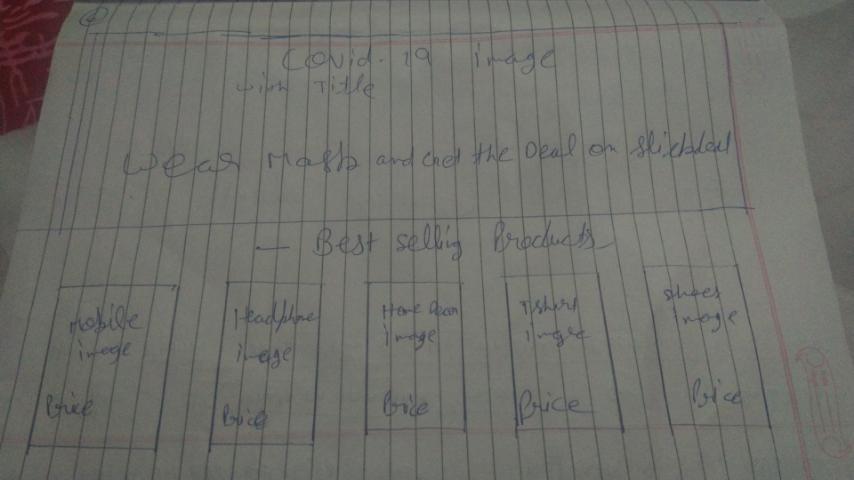 Covid-19 image
with Title
Wear Mask and Get the Deal on
— Best selling Products
Mobile
image
Price
Headphone
image
Price
Home Decor
image
Price
Tshirt
image
Price
Shoes
image
Price